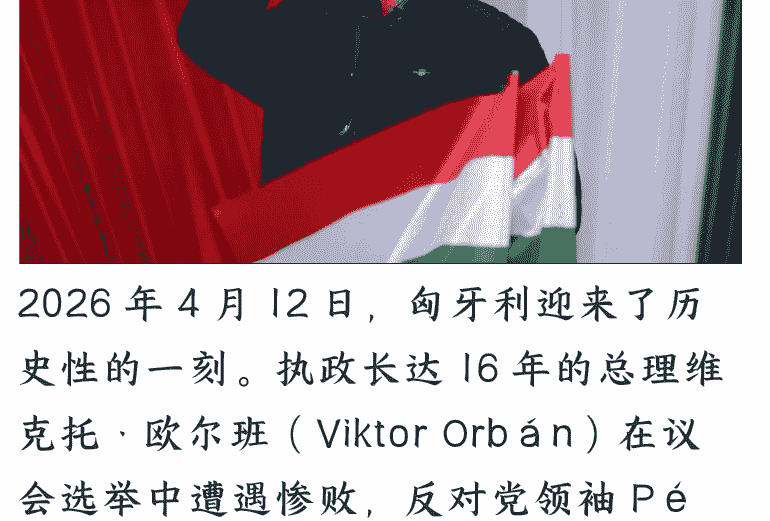 2026 年 4 月 12 日，匈牙利迎来了历
史性的一刻。执政长达 16 年的总理维
克托 · 欧尔班（Viktor Orbán）在议
会选举中遭遇惨败，反对党领袖 Pé